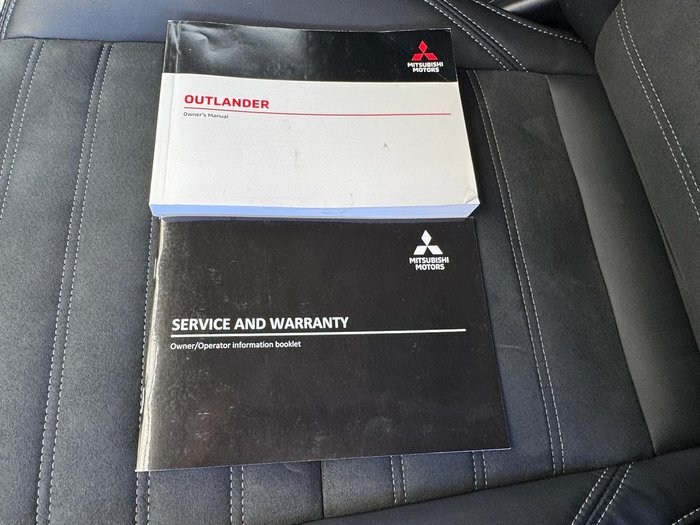 MITSUBISHI
MOTORS
OUTLANDER
Owner's Manual
MITSUBISHI
MOTORS
SERVICE AND WARRANTY
Owner/Operator information booklet